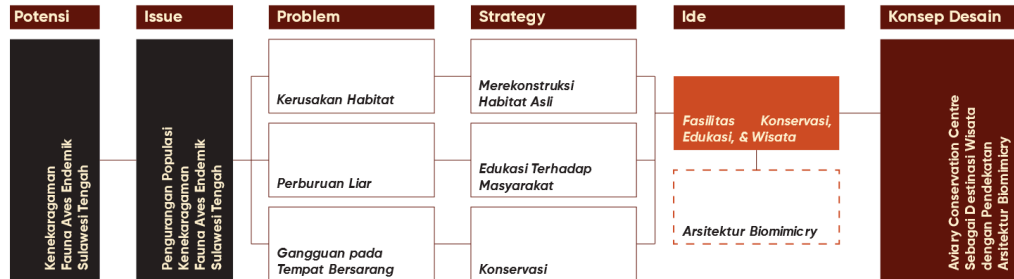 Potensi
Issue
Problem
Strategy
Ide
Konsep Desain
Kenekaragaman
Fauna Aves Endemik
Sulawesi Tengah
Pengurangan Populasi
Kenekaragaman
Fauna Aves Endemik
Sulawesi Tengah
Kerusakan Habitat
Perburuan Liar
Gangguan pada
Tempat Bersarang
Merekonstruksi
Habitat Asli
Edukasi Terhadap
Masyarakat
Konservasi
Fasilitas Konservasi,
Edukasi, & Wisata
Arsitektur Biomimicry
Aviary Conservation Centre
Sebagai Destinasi Wisata
dengan Pendekatan
Arsitektur Biomimicry